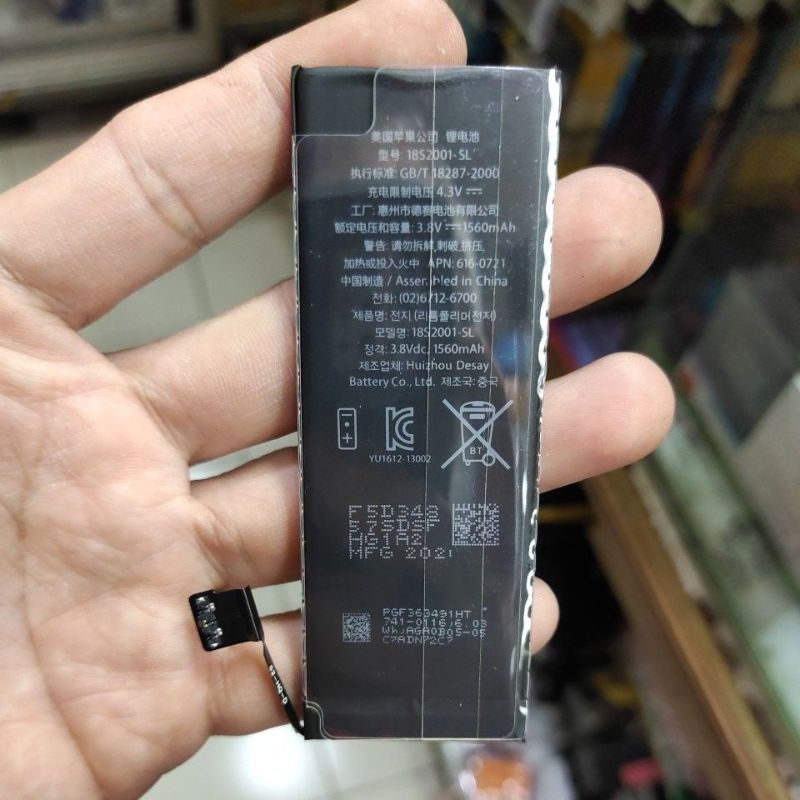 美国苹果公司 锂电池
型号: 18S2001-SL
执行标准: GB/T 18287-2000
充电限制电压 4.3V
工厂: 惠州市德赛电池有限公司
额定电压和容量: 3.8V 1560mAh
警告: 请勿拆解,刺破,挤压,
加热或投入火中 APN: 616-0721
中国制造 / Assembled in China
전화: (02)6712-6700
제품명: 전지 (리튬폴리머전지)
모델명: 18S2001-SL
정격: 3.8Vdc, 1560mAh
제조업체: Huizhou Desay
Battery Co., Ltd. 제조국: 중국
YU1612-13002
BT
F5D348
57SDSF
HG1A2
MFG 2021
PGF363491HT
741-0116,6.03
C7ADN72C7